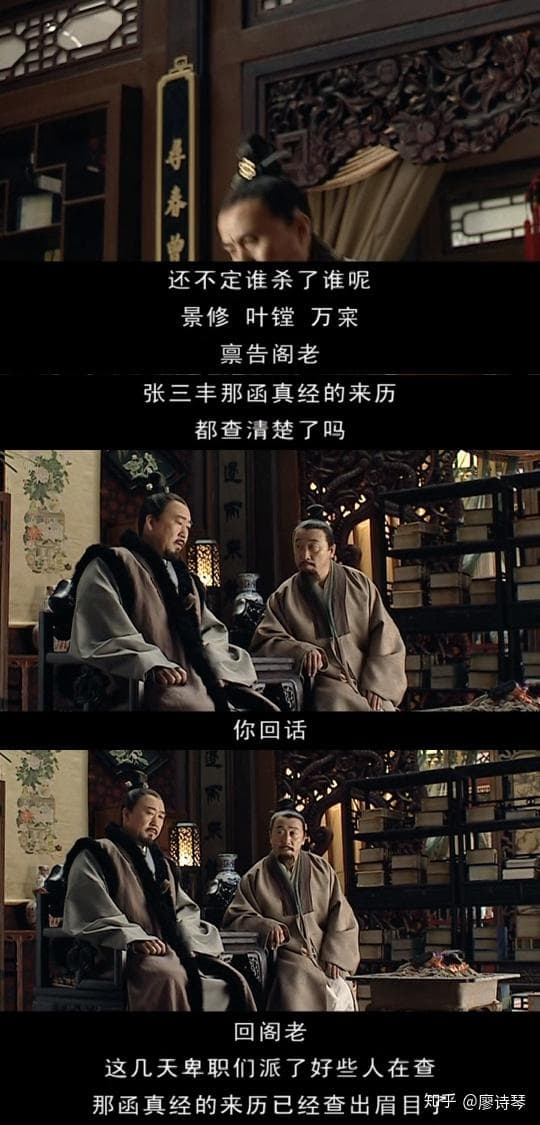 尋春曾
还不定谁杀了谁呢
景修 叶镗 万寀
禀告阁老
张三丰那函真经的来历
都查清楚了吗
你回话
回阁老
这几天卑职们派了好些人在查
那函真经的来历已经查出眉目了
知乎 @廖诗琴